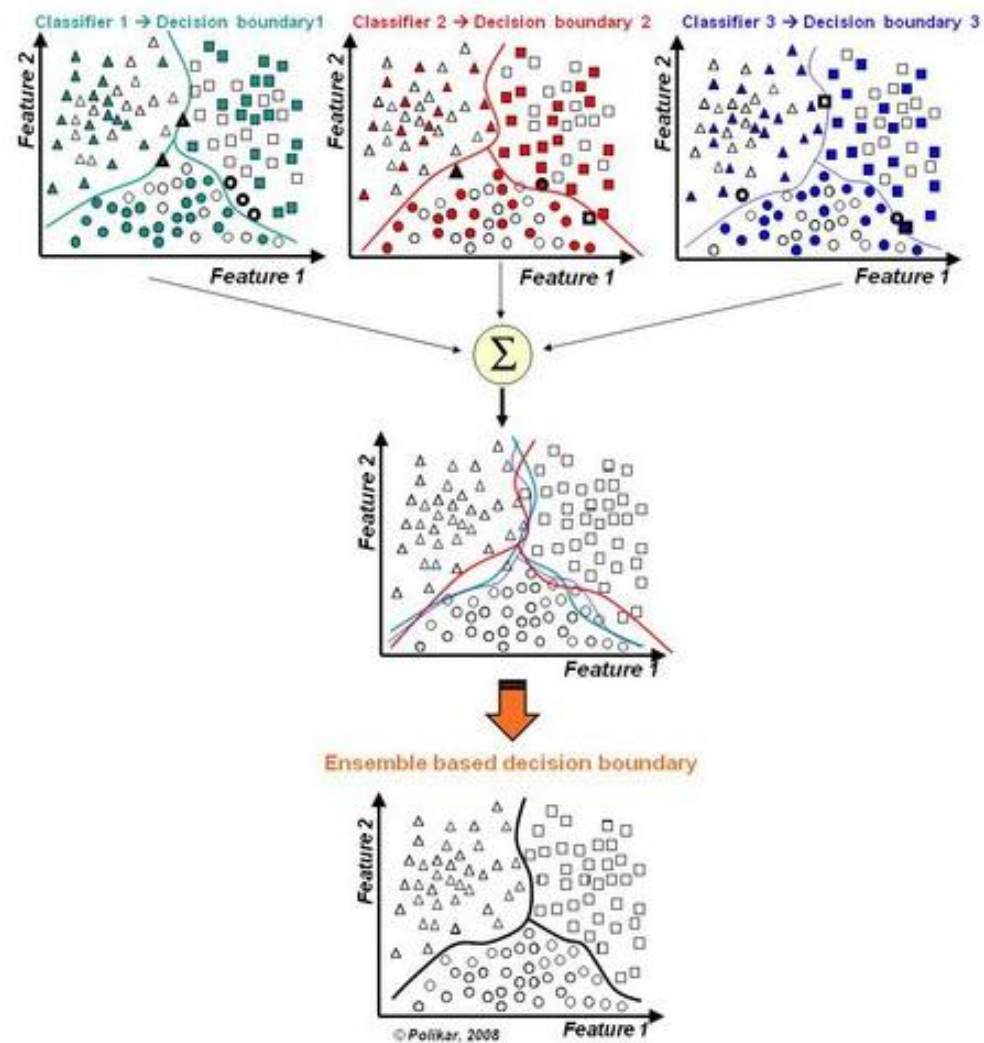 Classifier 1 → Decision boundary1
Classifier 2 → Decision boundary 2
Classifier 3 → Decision boundary 3
Feature 2
Feature 1
Feature 2
Feature 1
Feature 2
Feature 1
Σ
Feature 2
Feature 1
Ensemble based decision boundary
Feature 2
Feature 1
© Polikar, 2008